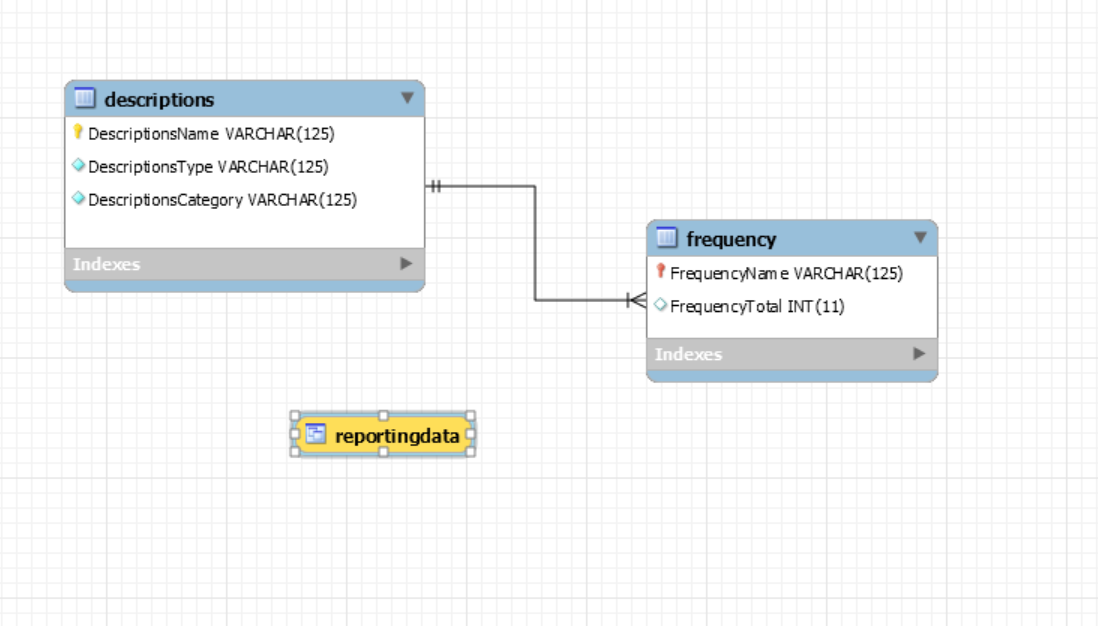 descriptions
DescriptionsName VARCHAR(125)
DescriptionsType VARCHAR(125)
DescriptionsCategory VARCHAR(125)
Indexes
frequency
FrequencyName VARCHAR(125)
FrequencyTotal INT(11)
Indexes
reportingdata